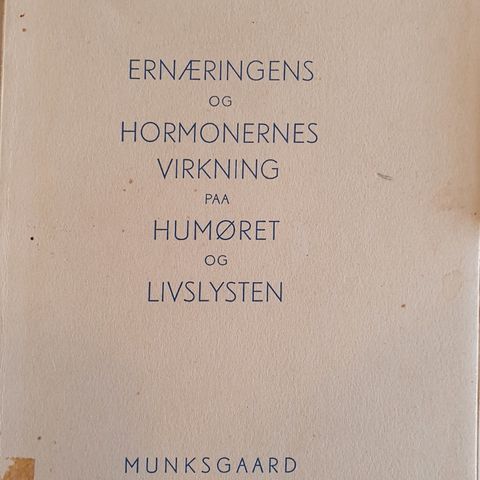 ERNÆRINGENS
OG
HORMONERNES
VIRKNING
PAA
HUMØRET
OG
LIVSLYSTEN
MUNKSGAARD